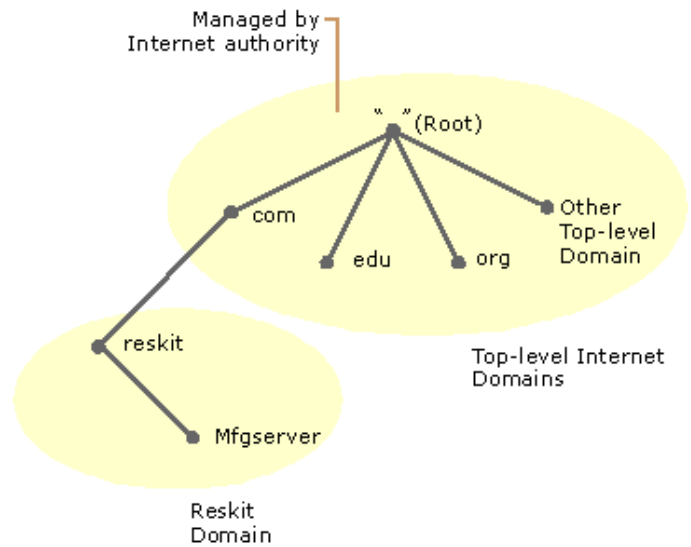 Managed by
Internet authority
“ ”(Root)
com
edu
org
Other
Top-level
Domain
reskit
Top-level Internet
Domains
Mfgserver
Reskit
Domain